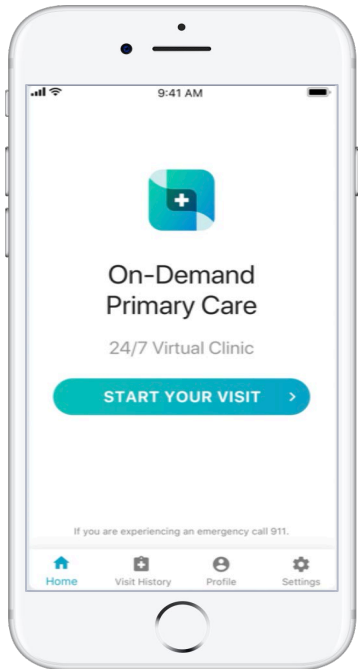 9:41 AM
On-Demand
Primary Care
24/7 Virtual Clinic
START YOUR VISIT
If you are experiencing an emergency call 911.
Home Visit History Profile Settings